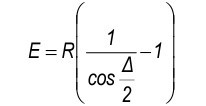 E = R( 1 / cos Δ/2 − 1 )